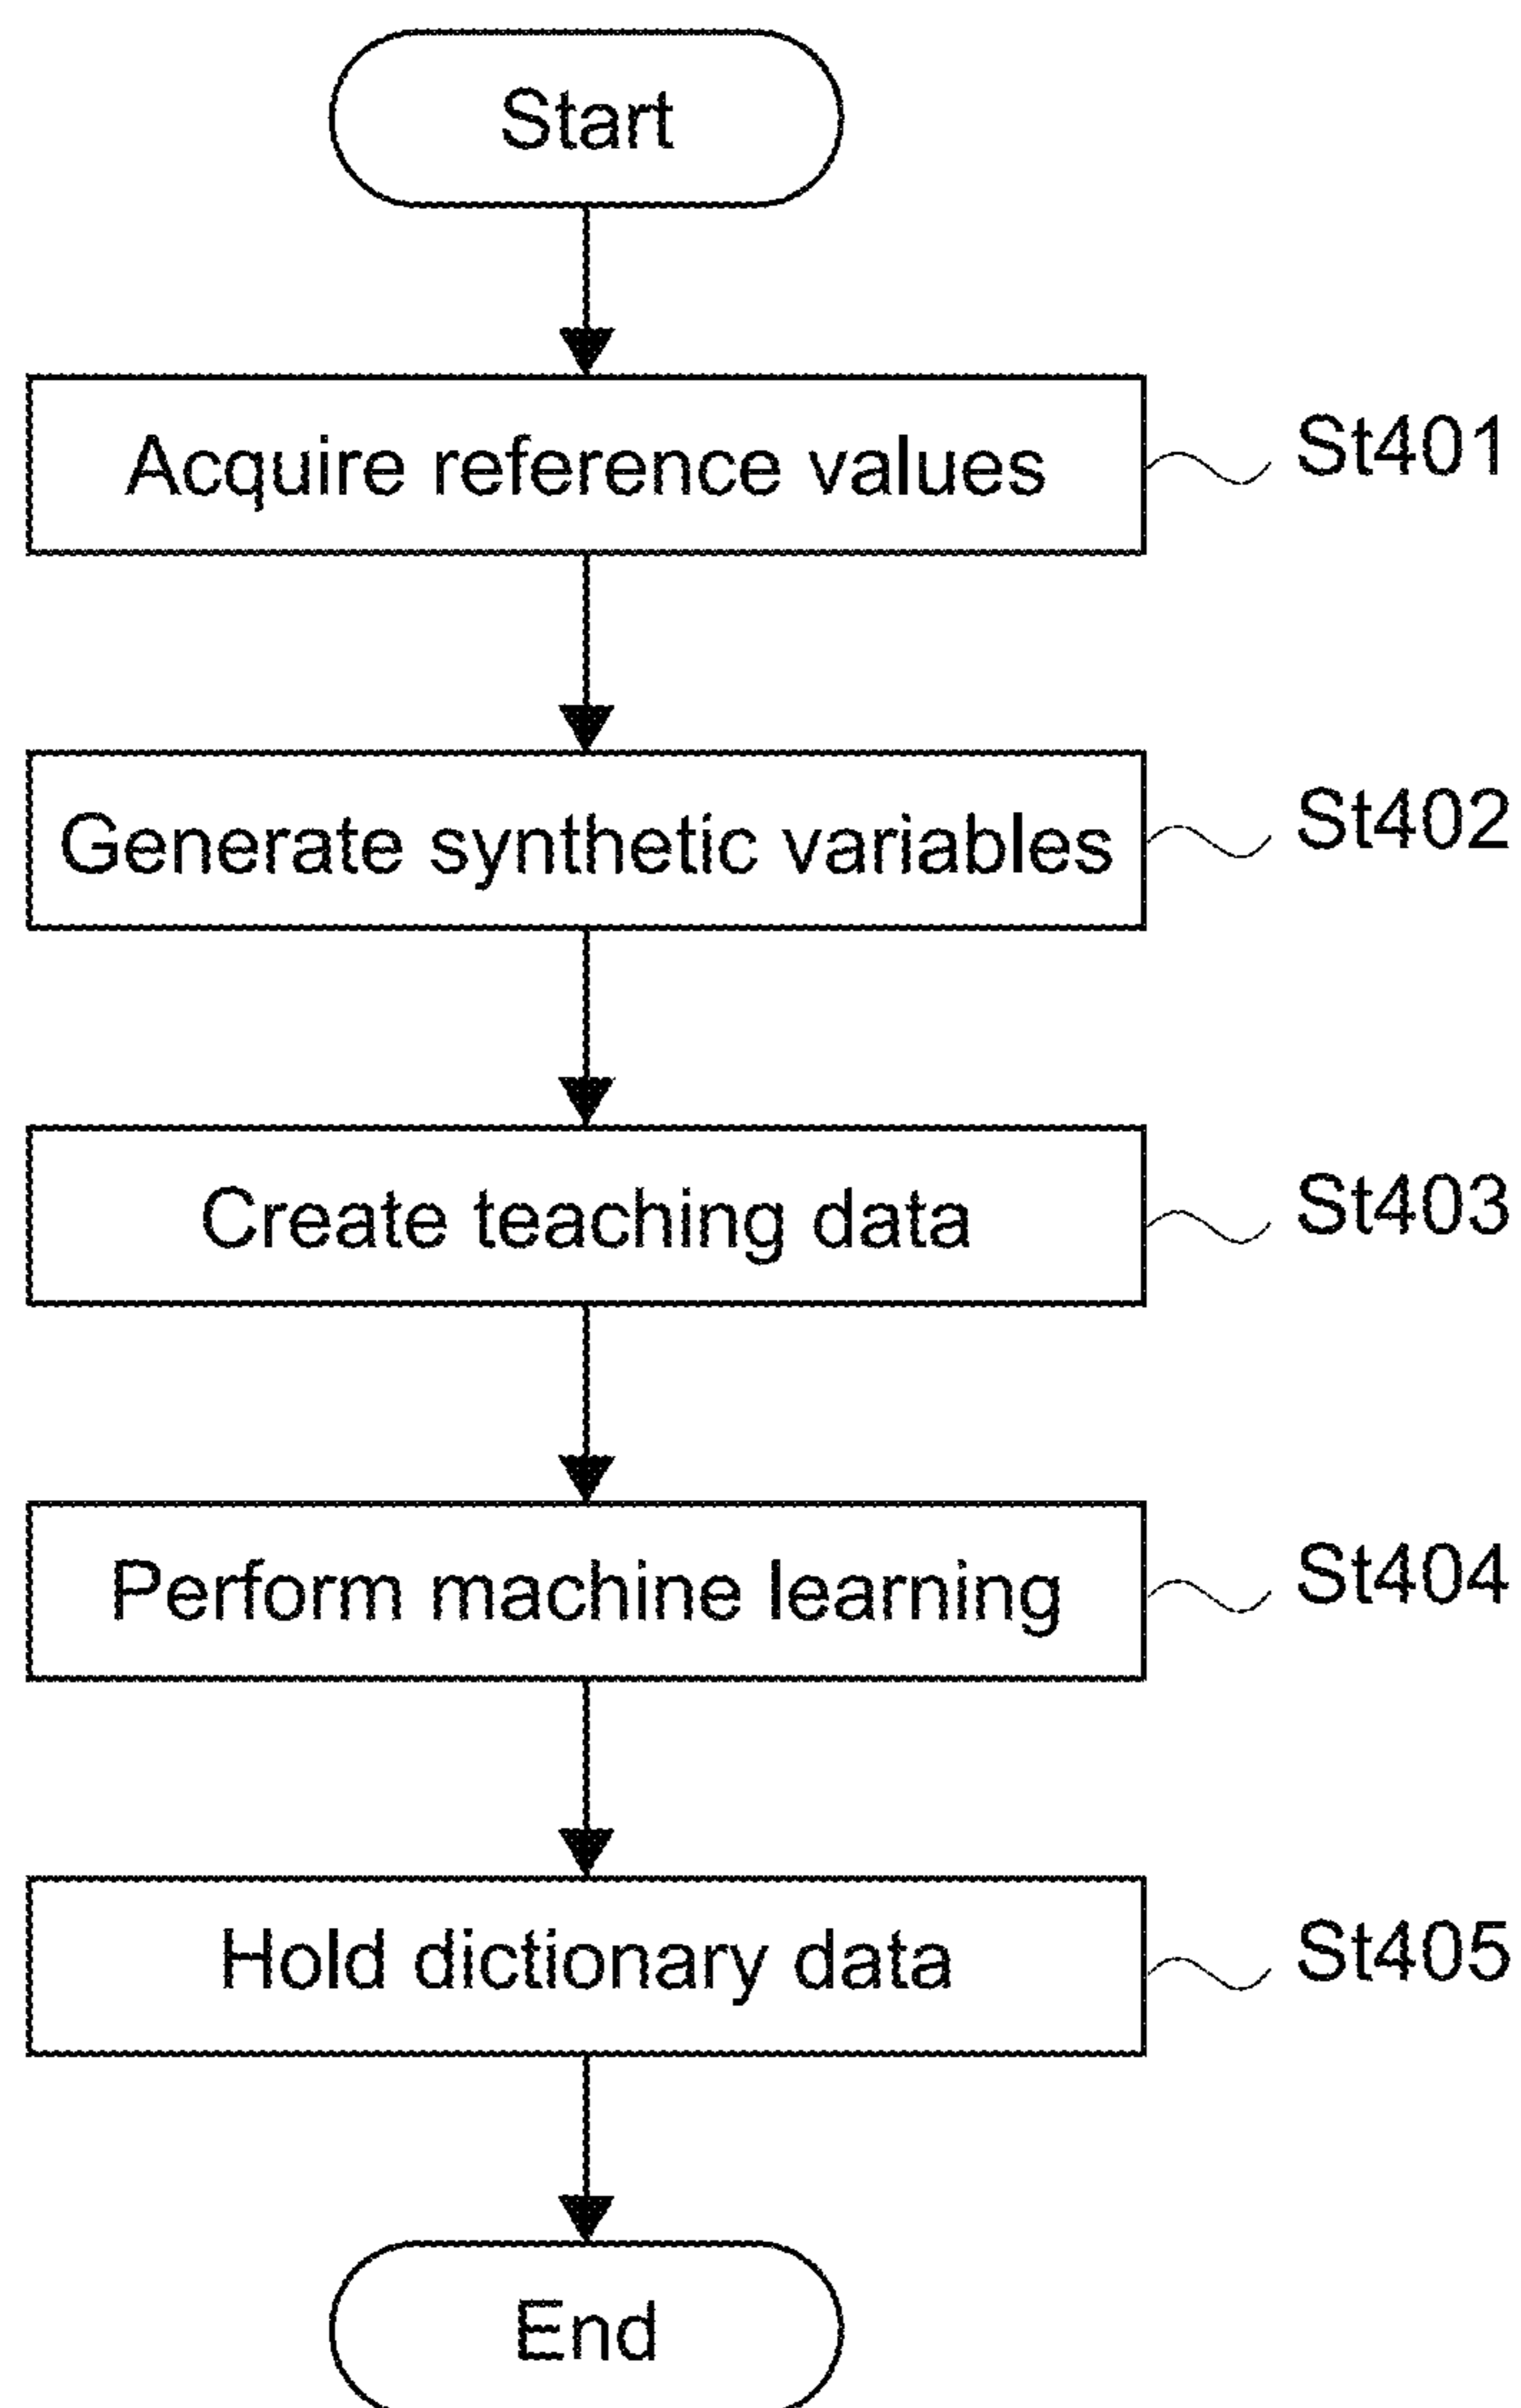 Start
Acquire reference values
St401
Generate synthetic variables
St402
Create teaching data
St403
Perform machine learning
St404
Hold dictionary data
St405
End